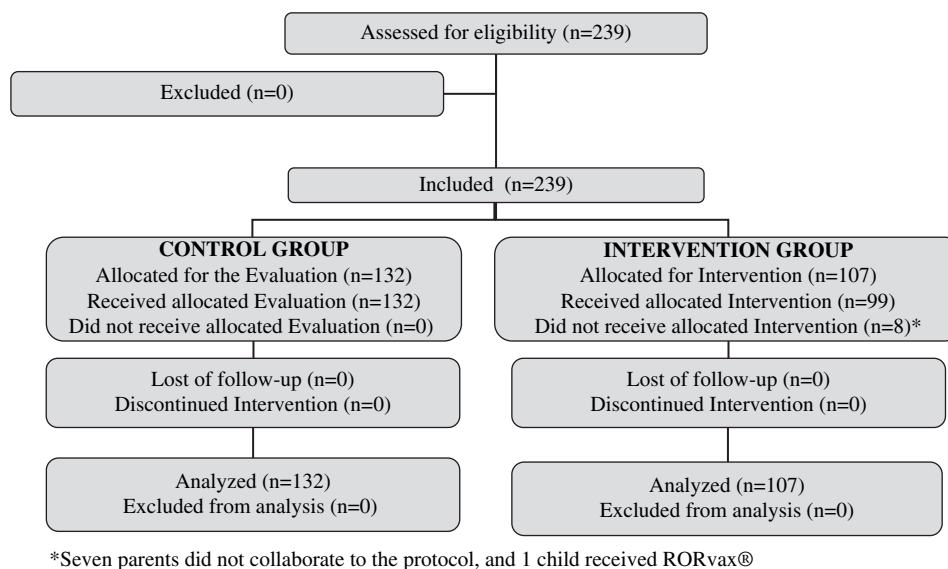 Assessed for eligibility (n=239)
Excluded (n=0)
Included (n=239)
CONTROL GROUP
Allocated for the Evaluation (n=132)
Received allocated Evaluation (n=132)
Did not receive allocated Evaluation (n=0)
INTERVENTION GROUP
Allocated for Intervention (n=107)
Received allocated Intervention (n=99)
Did not receive allocated Intervention (n=8)*
Lost of follow-up (n=0)
Discontinued Intervention (n=0)
Lost of follow-up (n=0)
Discontinued Intervention (n=0)
Analyzed (n=132)
Excluded from analysis (n=0)
Analyzed (n=107)
Excluded from analysis (n=0)
*Seven parents did not collaborate to the protocol, and 1 child received RORvax®